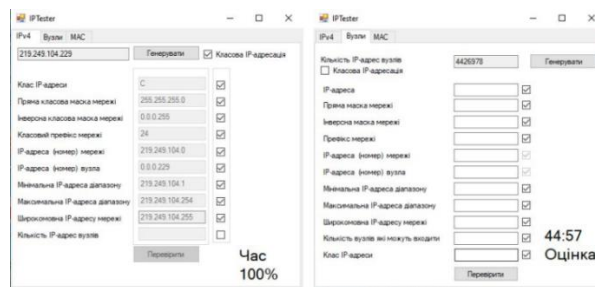 IPTester
IPv4 Вузли MAC
219.249.104.229 Генерувати Класова IP-адресація
Клас IP-адреси C
Пряма класова маска мережі 255.255.255.0
Інверсна класова маска мережі 0.0.0.255
Класовий префікс мережі 24
IP-адреса (номер) мережі 219.249.104.0
IP-адреса (номер) вузла 0.0.0.229
Мінімальна IP-адреса діапазону 219.249.104.1
Максимальна IP-адреса діапазону 219.249.104.254
Широкомовна IP-адресу мережі 219.249.104.255
Кількість IP-адрес вузлів
Перевірити
Час
100%
IPTester
IPv4 Вузли MAC
Кількість IP-адрес вузлів 4426978 Генерувати
Класова IP-адресація
IP-адреса
Пряма маска мережі
Інверсна маска мережі
Префікс мережі
IP-адреса (номер) мережі
IP-адреса (номер) вузла
Мінімальна IP-адреса діапазону
Максимальна IP-адреса діапазону
Широкомовна IP-адресу мережі
Кількість вузлів які можуть входити
Клас IP-адреси
Перевірити
44:57
Оцінка